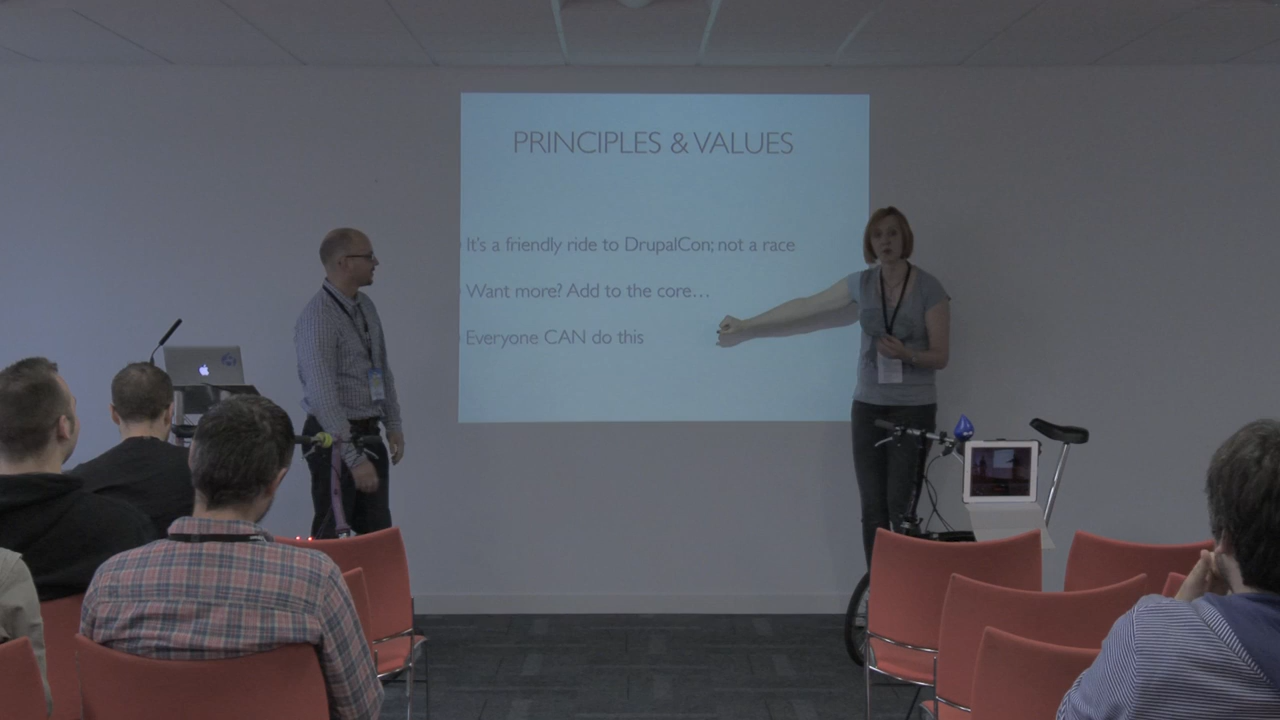 PRINCIPLES & VALUES
It's a friendly ride to DrupalCon; not a race
Want more? Add to the core...
Everyone CAN do this